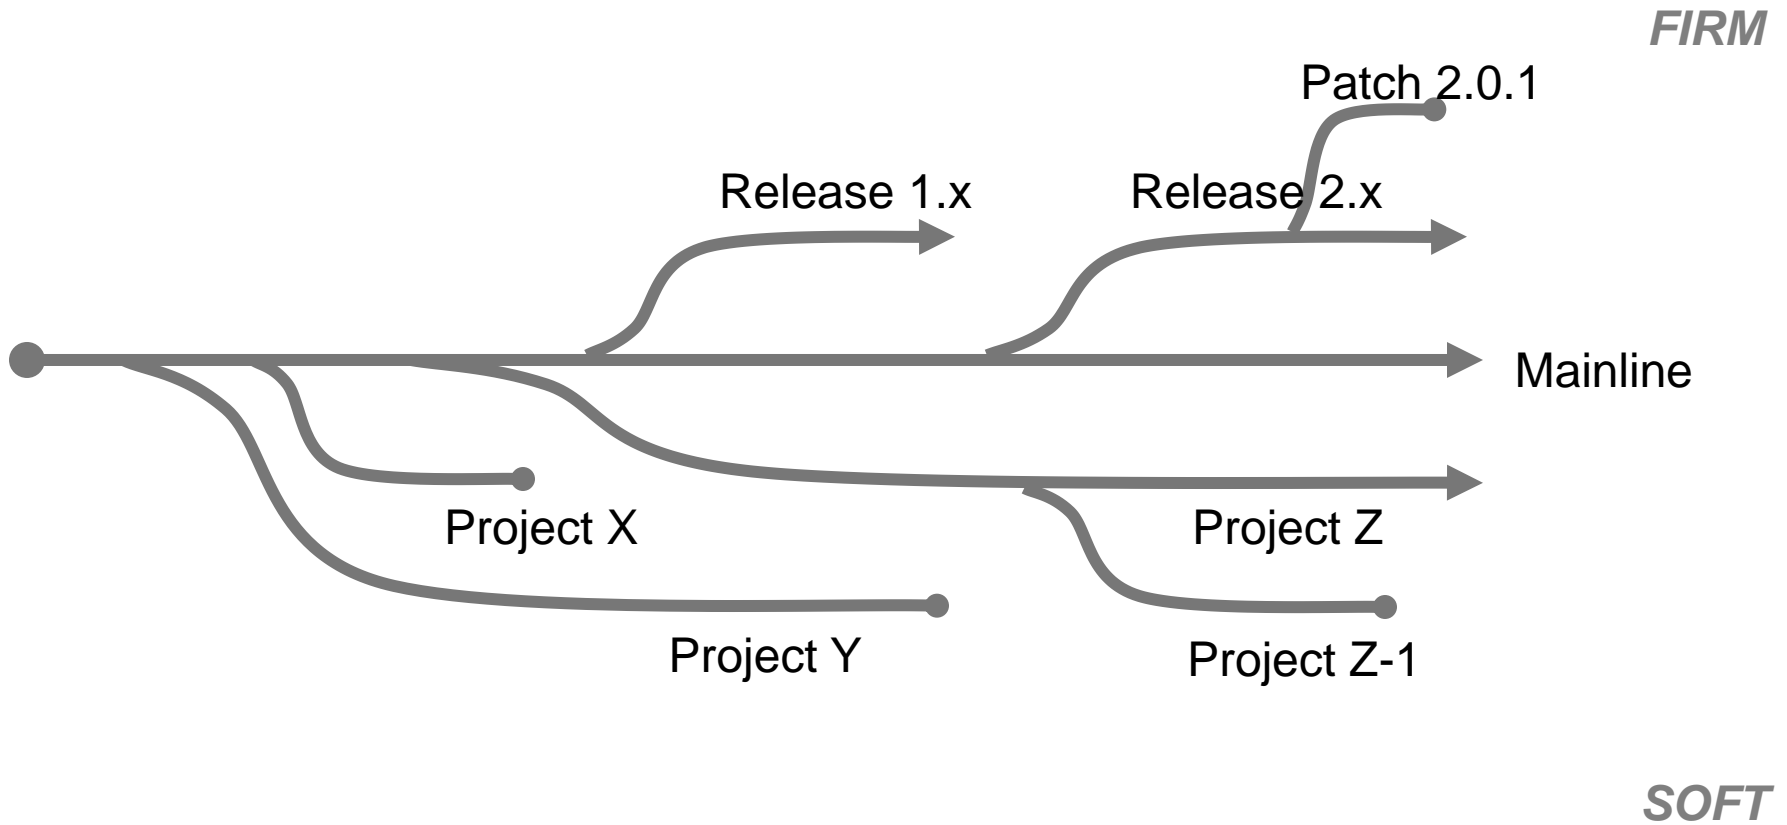 FIRM
Patch 2.0.1
Release 1.x
Release 2.x
Mainline
Project X
Project Z
Project Y
Project Z-1
SOFT